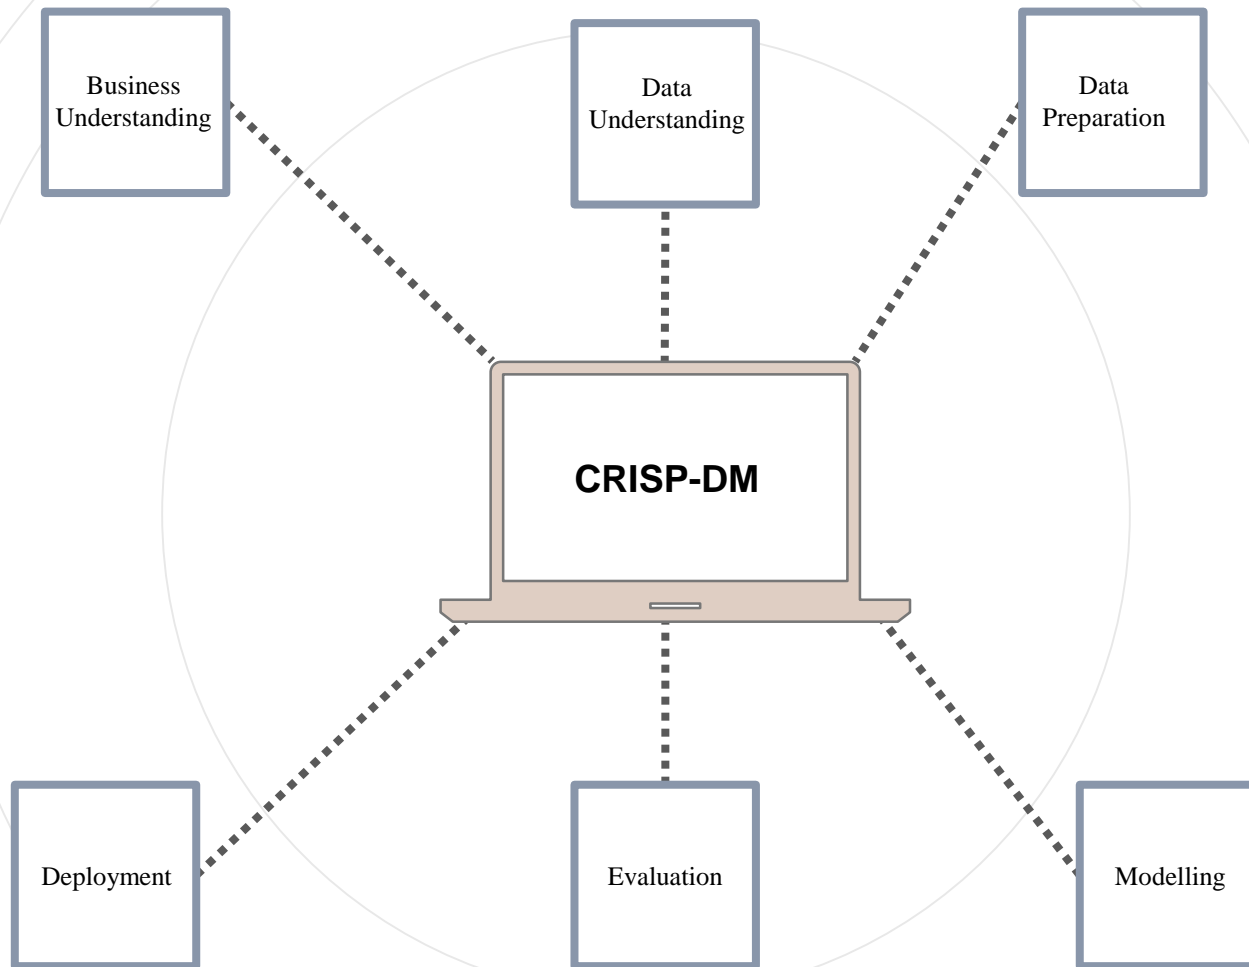 Business
Understanding
Data
Understanding
Data
Preparation
CRISP-DM
Deployment
Evaluation
Modelling